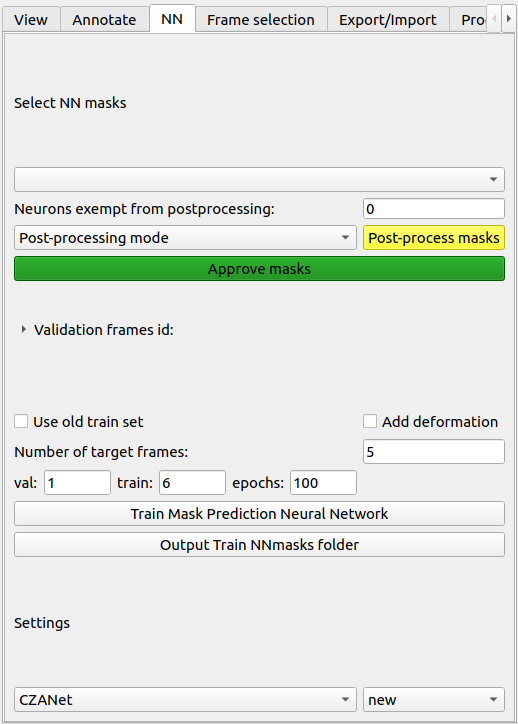 View Annotate NN Frame selection Export/Import Pro
Select NN masks
Neurons exempt from postprocessing: 0
Post-processing mode Post-process masks
Approve masks
Validation frames id:
Use old train set Add deformation
Number of target frames: 5
val: 1 train: 6 epochs: 100
Train Mask Prediction Neural Network
Output Train NNmasks folder
Settings
CZANet new